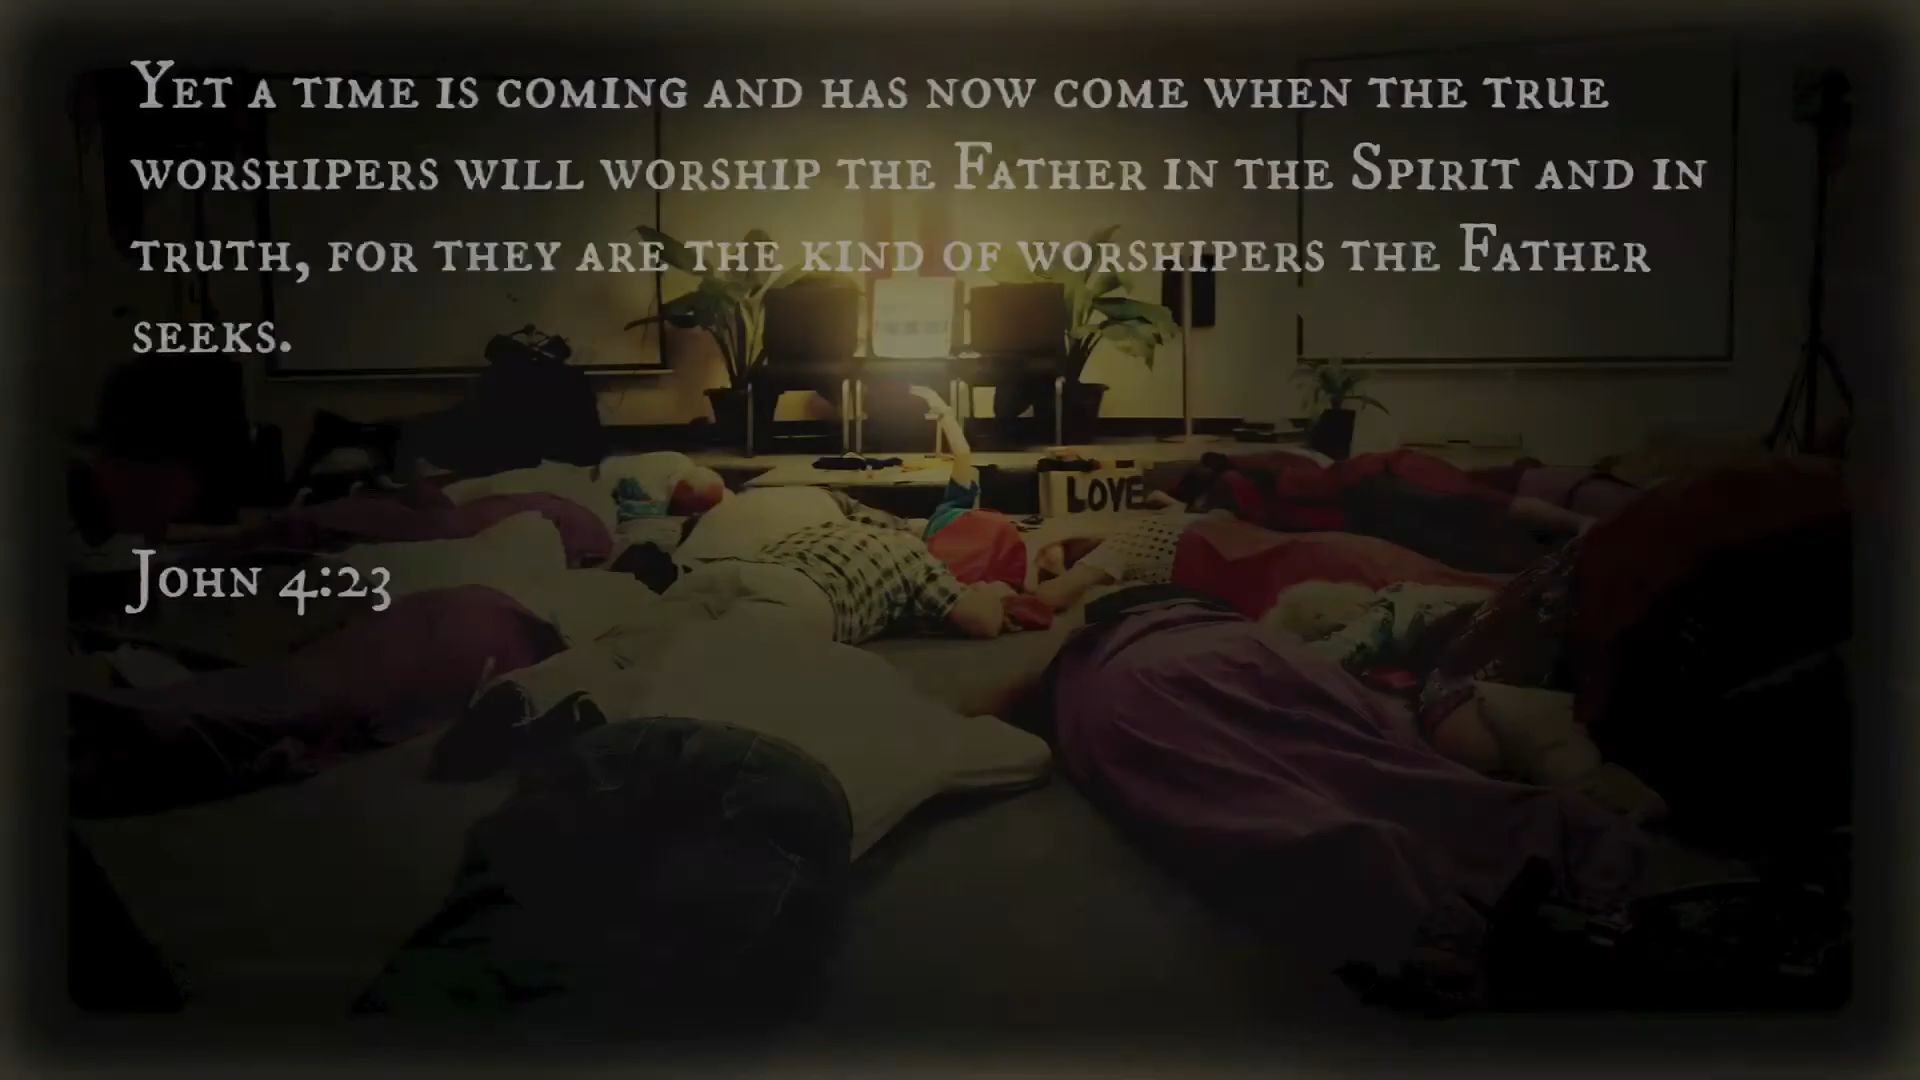 Yet a time is coming and has now come when the true
worshipers will worship the Father in the Spirit and in
truth, for they are the kind of worshipers the Father
seeks.
LOVE
John 4:23